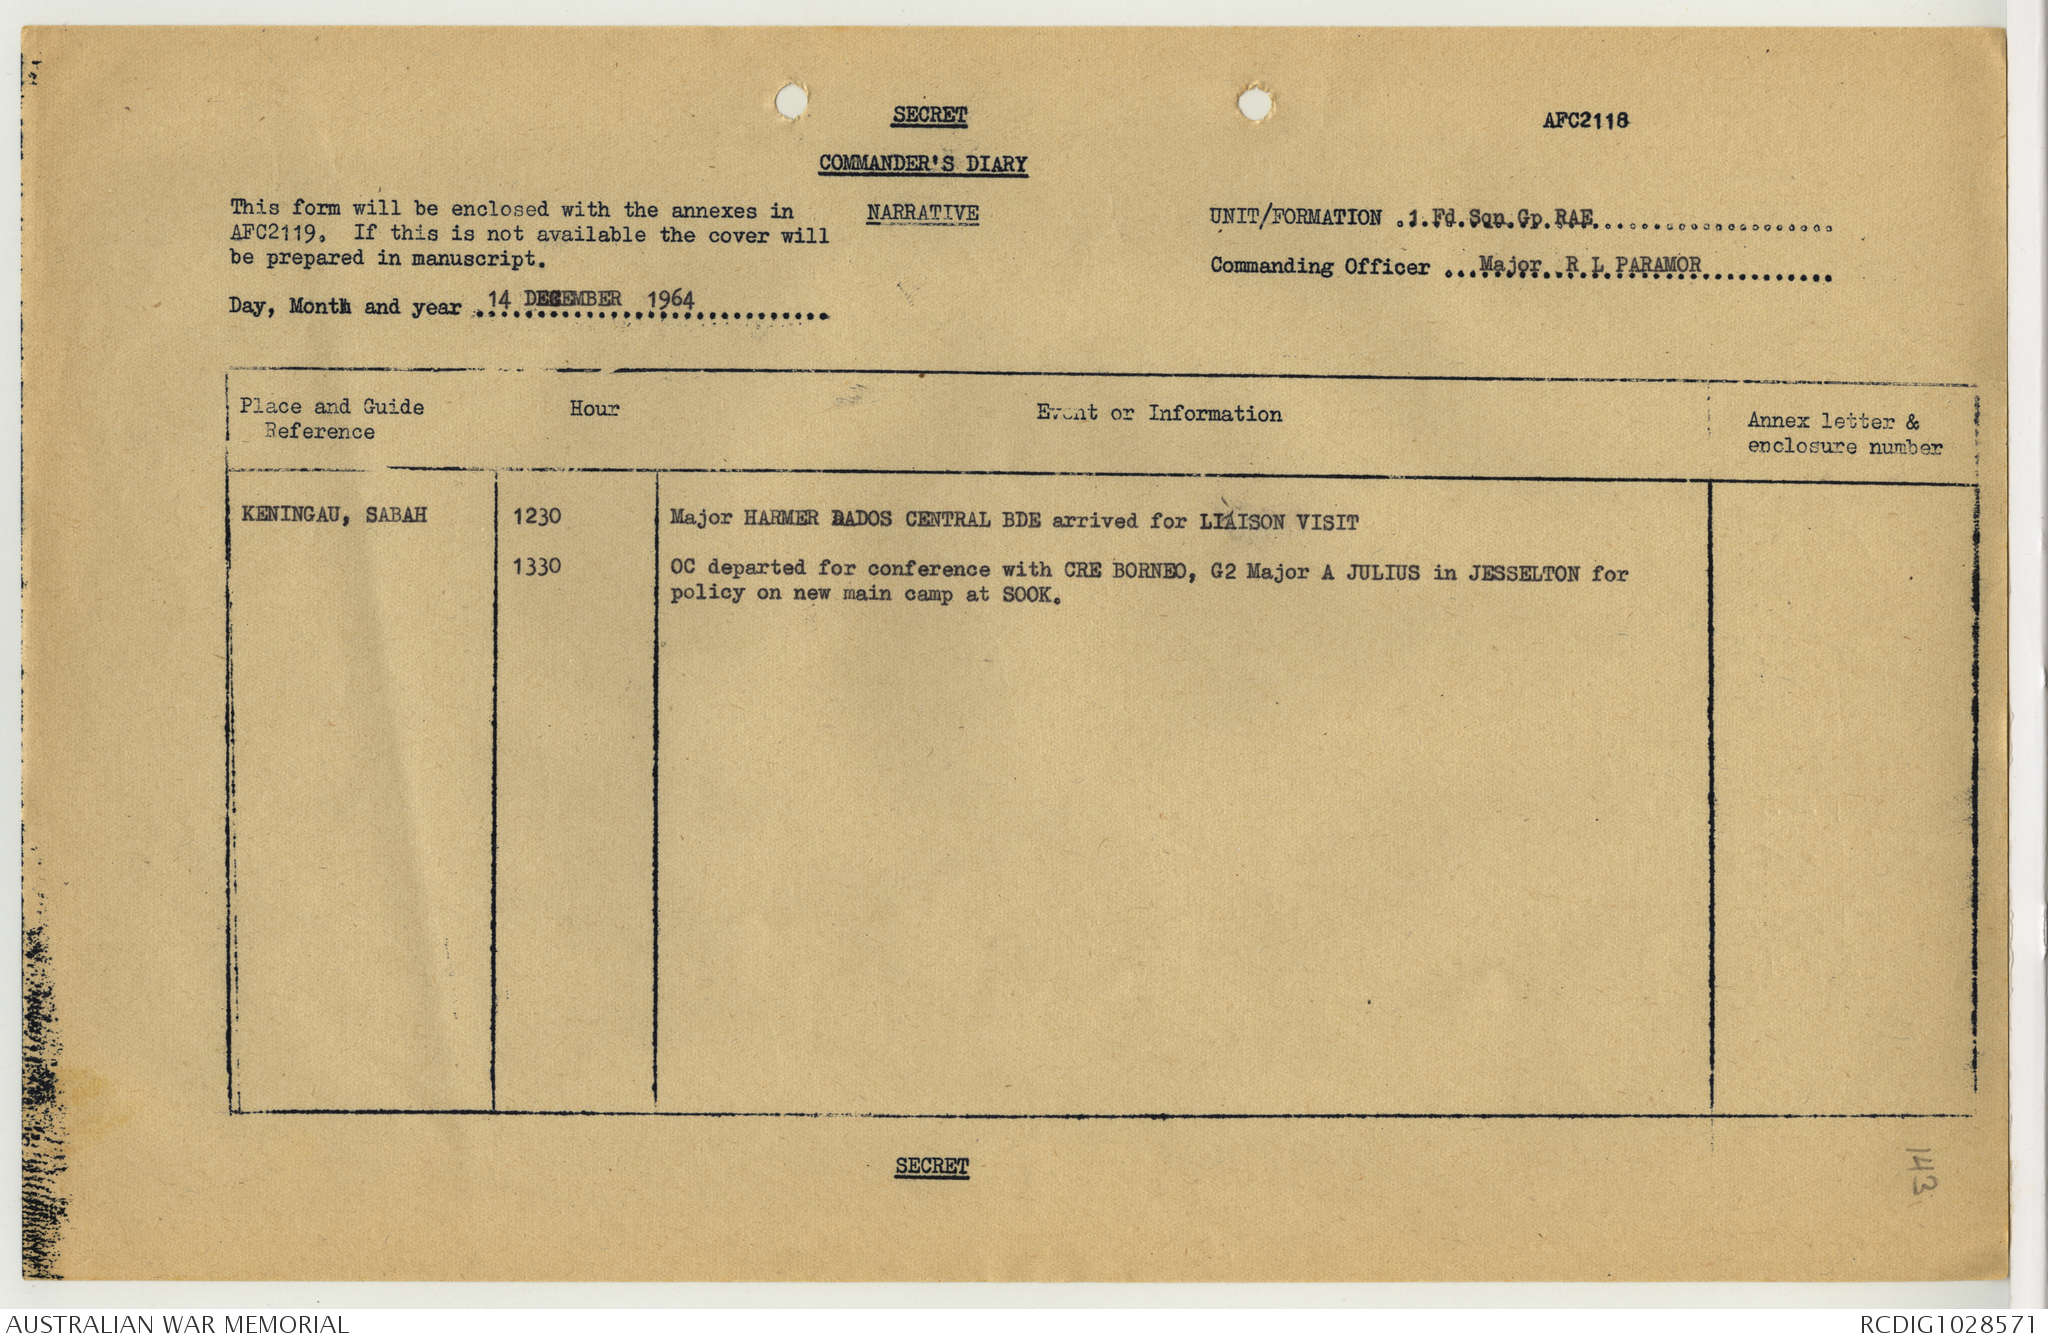 SECRET
AFC2118
COMMANDER'S DIARY
This form will be enclosed with the annexes in
AFC2119. If this is not available the cover will
be prepared in manuscript.
NARRATIVE
UNIT/FORMATION .1.Fd.Sqn.Gp.RAE....................
Commanding Officer ...Major R L PARAMOR...........
Day, Month and year 14 DECEMBER 1964
Place and Guide
Reference
Hour
Event or Information
Annex letter &
enclosure number
KENINGAU, SABAH
1230
Major HARMER DADOS CENTRAL BDE arrived for LIAISON VISIT
1330
OC departed for conference with CRE BORNEO, G2 Major A JULIUS in JESSELTON for
policy on new main camp at SOOK.
SECRET
143
AUSTRALIAN WAR MEMORIAL
RCDIG1028571